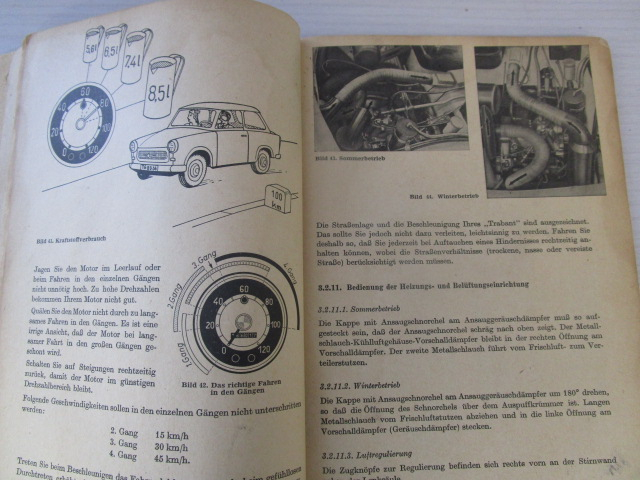 5,6l
6,5l
7,4l
8,5l
0 20 40 60 80 100 120
100 km
Bild 41. Kraftstoffverbrauch
Jagen Sie den Motor im Leerlauf oder
beim Fahren in den einzelnen Gängen
nicht unnötig hoch. Zu hohe Drehzahlen
bekommen Ihrem Motor nicht gut.
Quälen Sie den Motor nicht durch zu lang-
sames Fahren in den Gängen. Es ist eine
irrige Ansicht, daß der Motor bei lang-
samer Fahrt in den großen Gängen ge-
schont wird.
Schalten Sie auf Steigungen rechtzeitig
zurück, damit der Motor im günstigen
Drehzahlbereich bleibt.
1. Gang
2. Gang
3. Gang
4. Gang
0 20 40 60 80 100 120
Bild 42. Das richtige Fahren
in den Gängen
Folgende Geschwindigkeiten sollen in den einzelnen Gängen nicht unterschritten
werden:
2. Gang 15 km/h
3. Gang 30 km/h
4. Gang 45 km/h.
Treten Sie beim Beschleunigen das
Bild 43. Sommerbetrieb
Bild 44. Winterbetrieb
Die Straßenlage und die Beschleunigung Ihres „Trabant" sind ausgezeichnet.
Das sollte Sie jedoch nicht dazu verleiten, leichtsinnig zu werden. Fahren Sie
deshalb so, daß Sie jederzeit bei Auftauchen eines Hindernisses rechtzeitig an-
halten können, wobei die Straßenverhältnisse (trockene, nasse oder vereiste
Straße) berücksichtigt werden müssen.
3.2.11. Bedienung der Heizungs- und Belüftungseinrichtung
3.2.11.1. Sommerbetrieb
Die Kappe mit Ansaugschnorchel am Ansauggeräuschdämpfer muß so auf-
gesteckt sein, daß der Ansaugschnorchel schräg nach oben zeigt. Der Metall-
schlauch-Kühlluftgehäuse-Vorschalldämpfer bleibt in der rechten Öffnung am
Vorschalldämpfer. Der zweite Metallschlauch führt vom Frischluft- zum Ver-
teilerstutzen.
3.2.11.2. Winterbetrieb
Die Kappe mit Ansaugschnorchel am Ansauggeräuschdämpfer um 180° drehen,
so daß die Öffnung des Schnorchels über dem Auspuffkrümmer ist. Langen
Metallschlauch vom Frischluftstutzen abziehen und in die linke Öffnung am
Vorschalldämpfer (Geräuschdämpfer) stecken.
3.2.11.3. Luftregulierung
Die Zugknöpfe zur Regulierung befinden sich rechts vorn an der Stirnwand